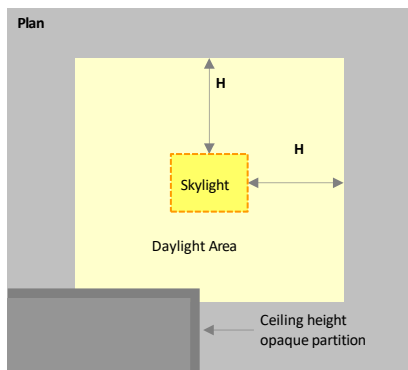 Plan
H
H
Skylight
Daylight Area
Ceiling height
opaque partition